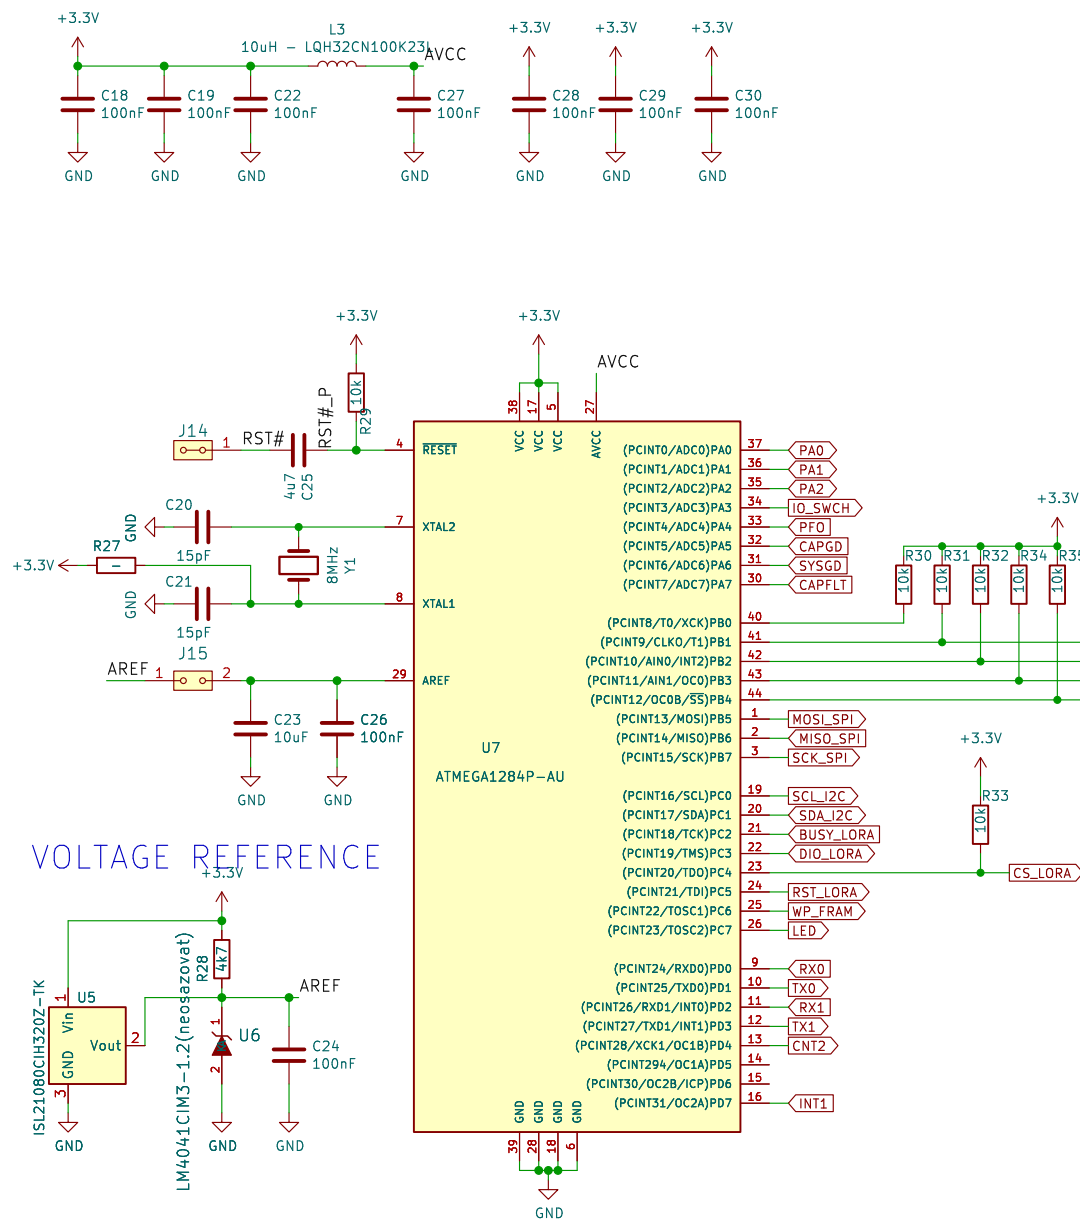 +3.3V
L3
10uH - LQH32CN100K23L
AVCC
+3.3V
+3.3V
+3.3V
C18
100nF
C19
100nF
C22
100nF
C27
100nF
C28
100nF
C29
100nF
C30
100nF
GND
GND
GND
GND
GND
GND
GND
+3.3V
+3.3V
AVCC
10k
R29
RST#_P
38
17
5
27
VCC
VCC
VCC
AVCC
J14
1
RST#
4u7
C25
4
RESET
C20
GND
15pF
7
XTAL2
R27
+3.3V
-
8MHz
Y1
C21
GND
15pF
8
XTAL1
J15
AREF
1
2
29
AREF
C23
10uF
C26
100nF
GND
GND
U7
ATMEGA1284P-AU
(PCINT0/ADC0)PA0
37
PA0
(PCINT1/ADC1)PA1
36
PA1
(PCINT2/ADC2)PA2
35
PA2
(PCINT3/ADC3)PA3
34
IO_SWCH
(PCINT4/ADC4)PA4
33
PFO
(PCINT5/ADC5)PA5
32
CAPGD
(PCINT6/ADC6)PA6
31
SYSGD
(PCINT7/ADC7)PA7
30
CAPFLT
+3.3V
R30
R31
R32
R34
R35
10k
10k
10k
10k
10k
(PCINT8/T0/XCK)PB0
40
(PCINT9/CLKO/T1)PB1
41
(PCINT10/AIN0/INT2)PB2
42
(PCINT11/AIN1/OC0)PB3
43
(PCINT12/OC0B/SS)PB4
44
(PCINT13/MOSI)PB5
1
MOSI_SPI
(PCINT14/MISO)PB6
2
MISO_SPI
(PCINT15/SCK)PB7
3
SCK_SPI
+3.3V
R33
10k
(PCINT16/SCL)PC0
19
SCL_I2C
(PCINT17/SDA)PC1
20
SDA_I2C
(PCINT18/TCK)PC2
21
BUSY_LORA
(PCINT19/TMS)PC3
22
DIO_LORA
(PCINT20/TDO)PC4
23
CS_LORA
(PCINT21/TDI)PC5
24
RST_LORA
(PCINT22/TOSC1)PC6
25
WP_FRAM
(PCINT23/TOSC2)PC7
26
LED
(PCINT24/RXD0)PD0
9
RX0
(PCINT25/TXD0)PD1
10
TX0
(PCINT26/RXD1/INT0)PD2
11
RX1
(PCINT27/TXD1/INT1)PD3
12
TX1
(PCINT28/XCK1/OC1B)PD4
13
CNT2
(PCINT294/OC1A)PD5
14
(PCINT30/OC2B/ICP)PD6
15
(PCINT31/OC2A)PD7
16
INT1
GND
GND
GND
GND
39
28
18
6
GND
VOLTAGE REFERENCE
+3.3V
R28
4k7
ISL21080CIH320Z-TK
U5
1
Vin
Vout
2
GND
3
GND
AREF
LM4041CIM3-1.2(neosazovat)
1
U6
2
GND
C24
100nF
GND